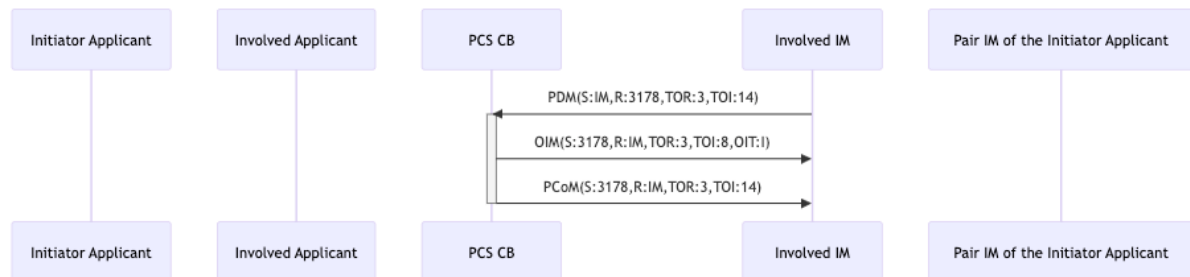 Initiator Applicant
Involved Applicant
PCS CB
Involved IM
Pair IM of the Initiator Applicant
PDM(S:IM,R:3178,TOR:3,TOI:14)
OIM(S:3178,R:IM,TOR:3,TOI:8,OIT:I)
PCoM(S:3178,R:IM,TOR:3,TOI:14)
Initiator Applicant
Involved Applicant
PCS CB
Involved IM
Pair IM of the Initiator Applicant